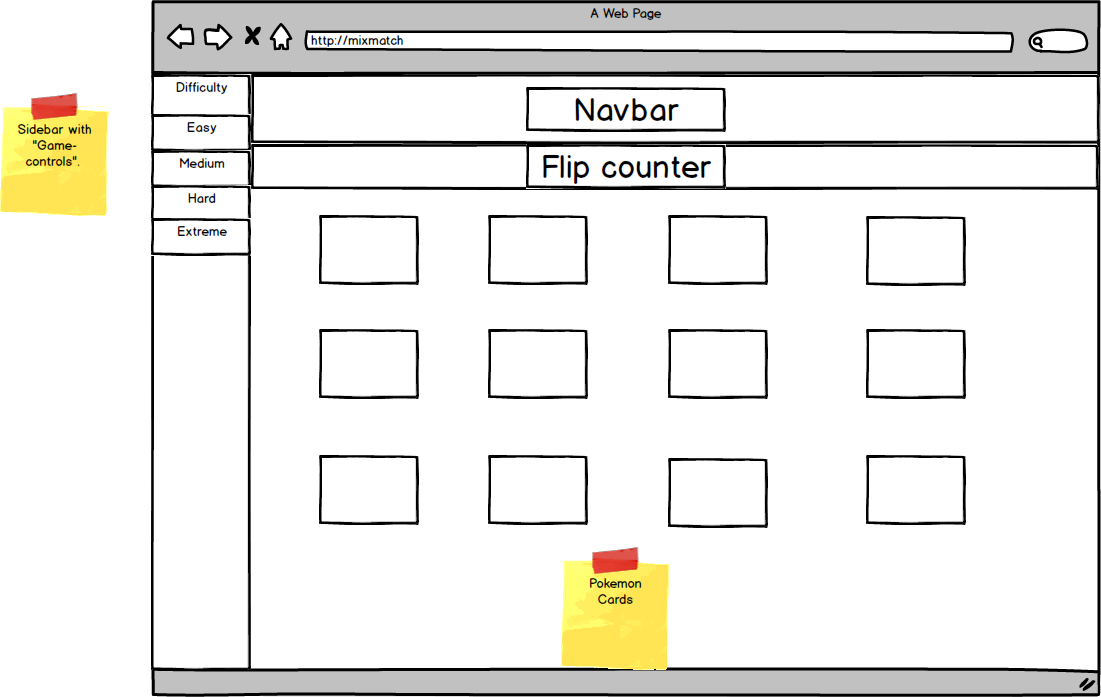 A Web Page
http://mixmatch
Sidebar with
"Game-
controls".
Difficulty
Easy
Medium
Hard
Extreme
Navbar
Flip counter
Pokemon
Cards